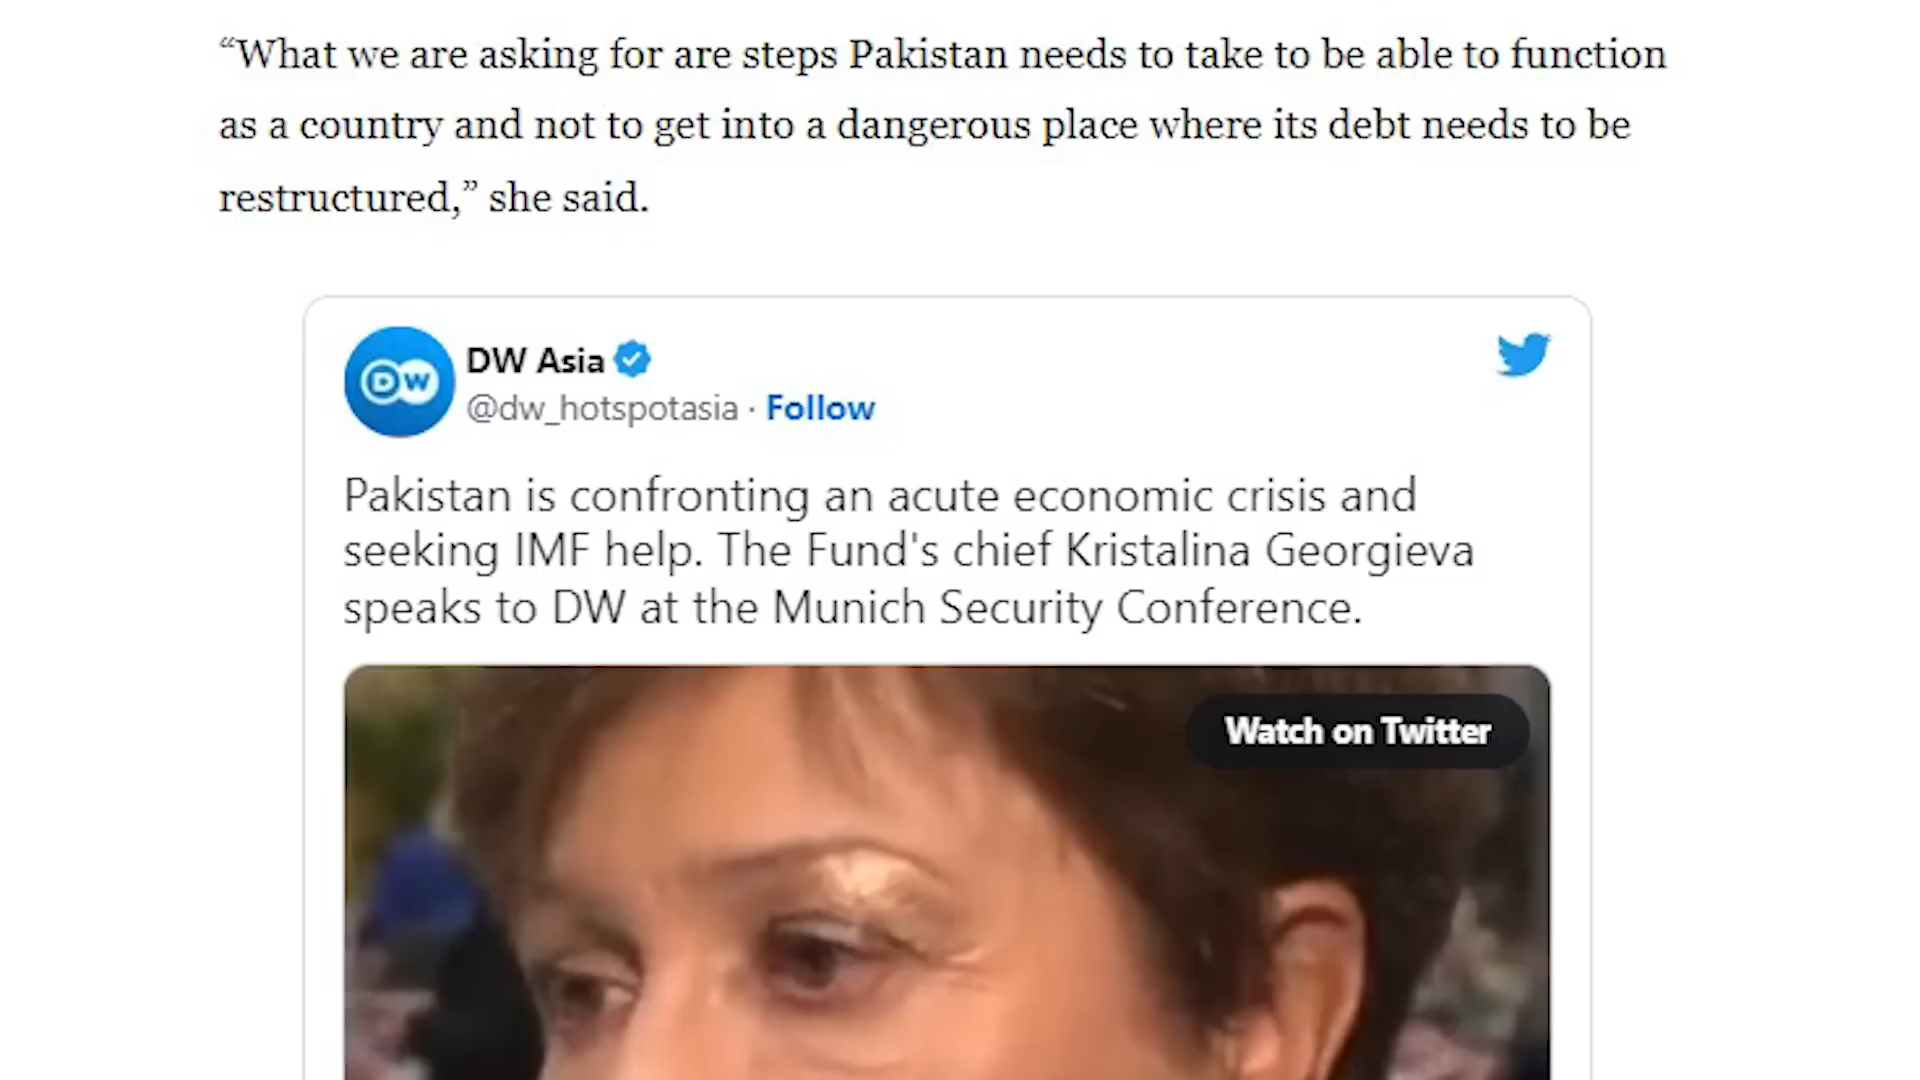 “What we are asking for are steps Pakistan needs to take to be able to function
as a country and not to get into a dangerous place where its debt needs to be
restructured,” she said.
DW
DW Asia
@dw_hotspotasia · Follow
Pakistan is confronting an acute economic crisis and
seeking IMF help. The Fund's chief Kristalina Georgieva
speaks to DW at the Munich Security Conference.
Watch on Twitter